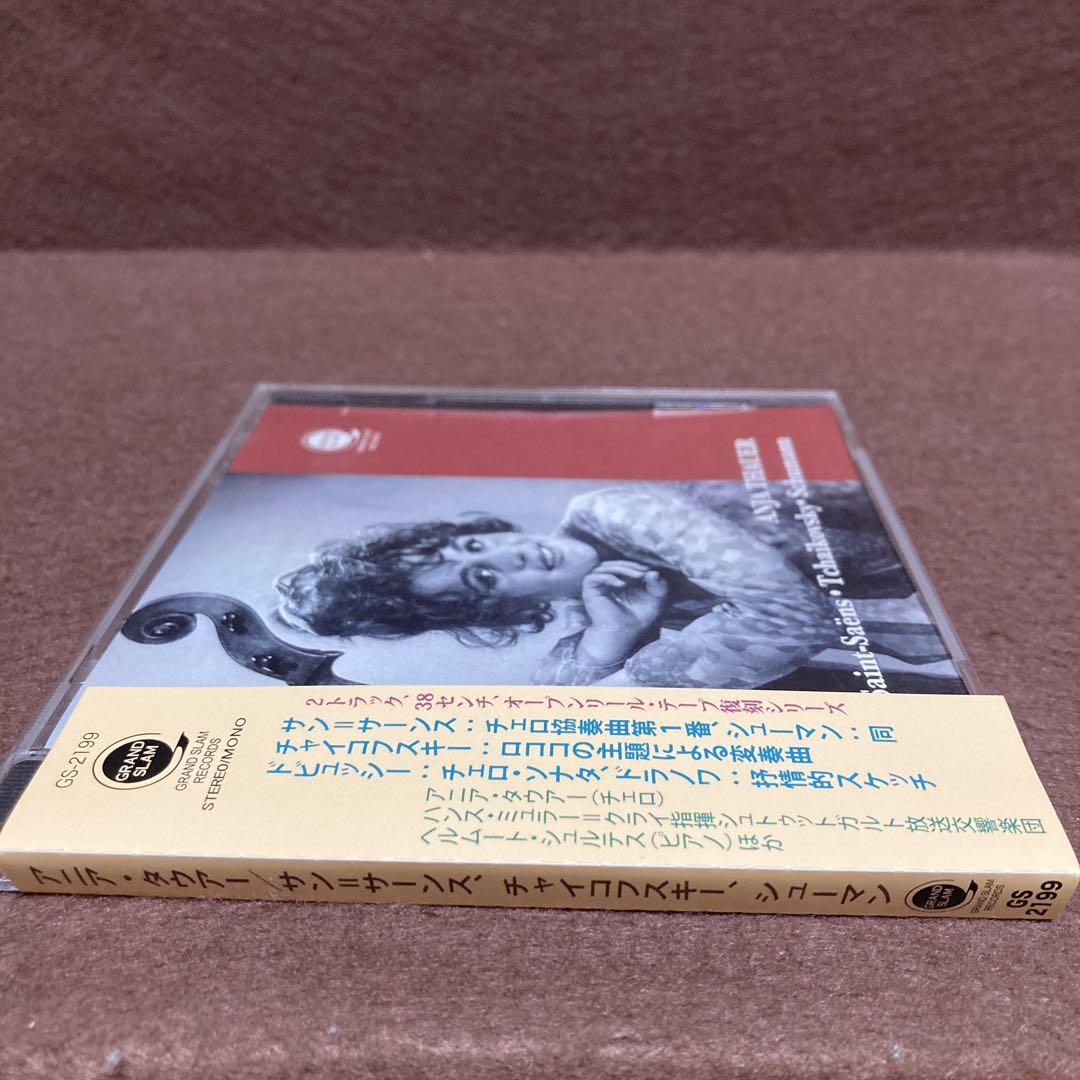 ANJA THAUER
Saint-Saëns • Tchaikovsky • Schumann
2トラック、38センチ、オープンリール・テープ復刻シリーズ
サン＝サーンス：チェロ協奏曲第1番、シューマン：同
チャイコフスキー：ロココの主題による変奏曲
ドビュッシー：チェロ・ソナタ、ドラノワ：抒情的スケッチ
アニア・タウアー（チェロ）
ハンス・ミュラー＝クライ指揮シュトゥットガルト放送交響楽団
ヘルムート・シュルテス（ピアノ）ほか
GS-2199
GRAND
SLAM
GRAND SLAM
RECORDS
STEREO/MONO
アニア・タウアー/サン＝サーンス、チャイコフスキー、シューマン
GRAND
SLAM
GRAND SLAM
RECORDS
GS
2199